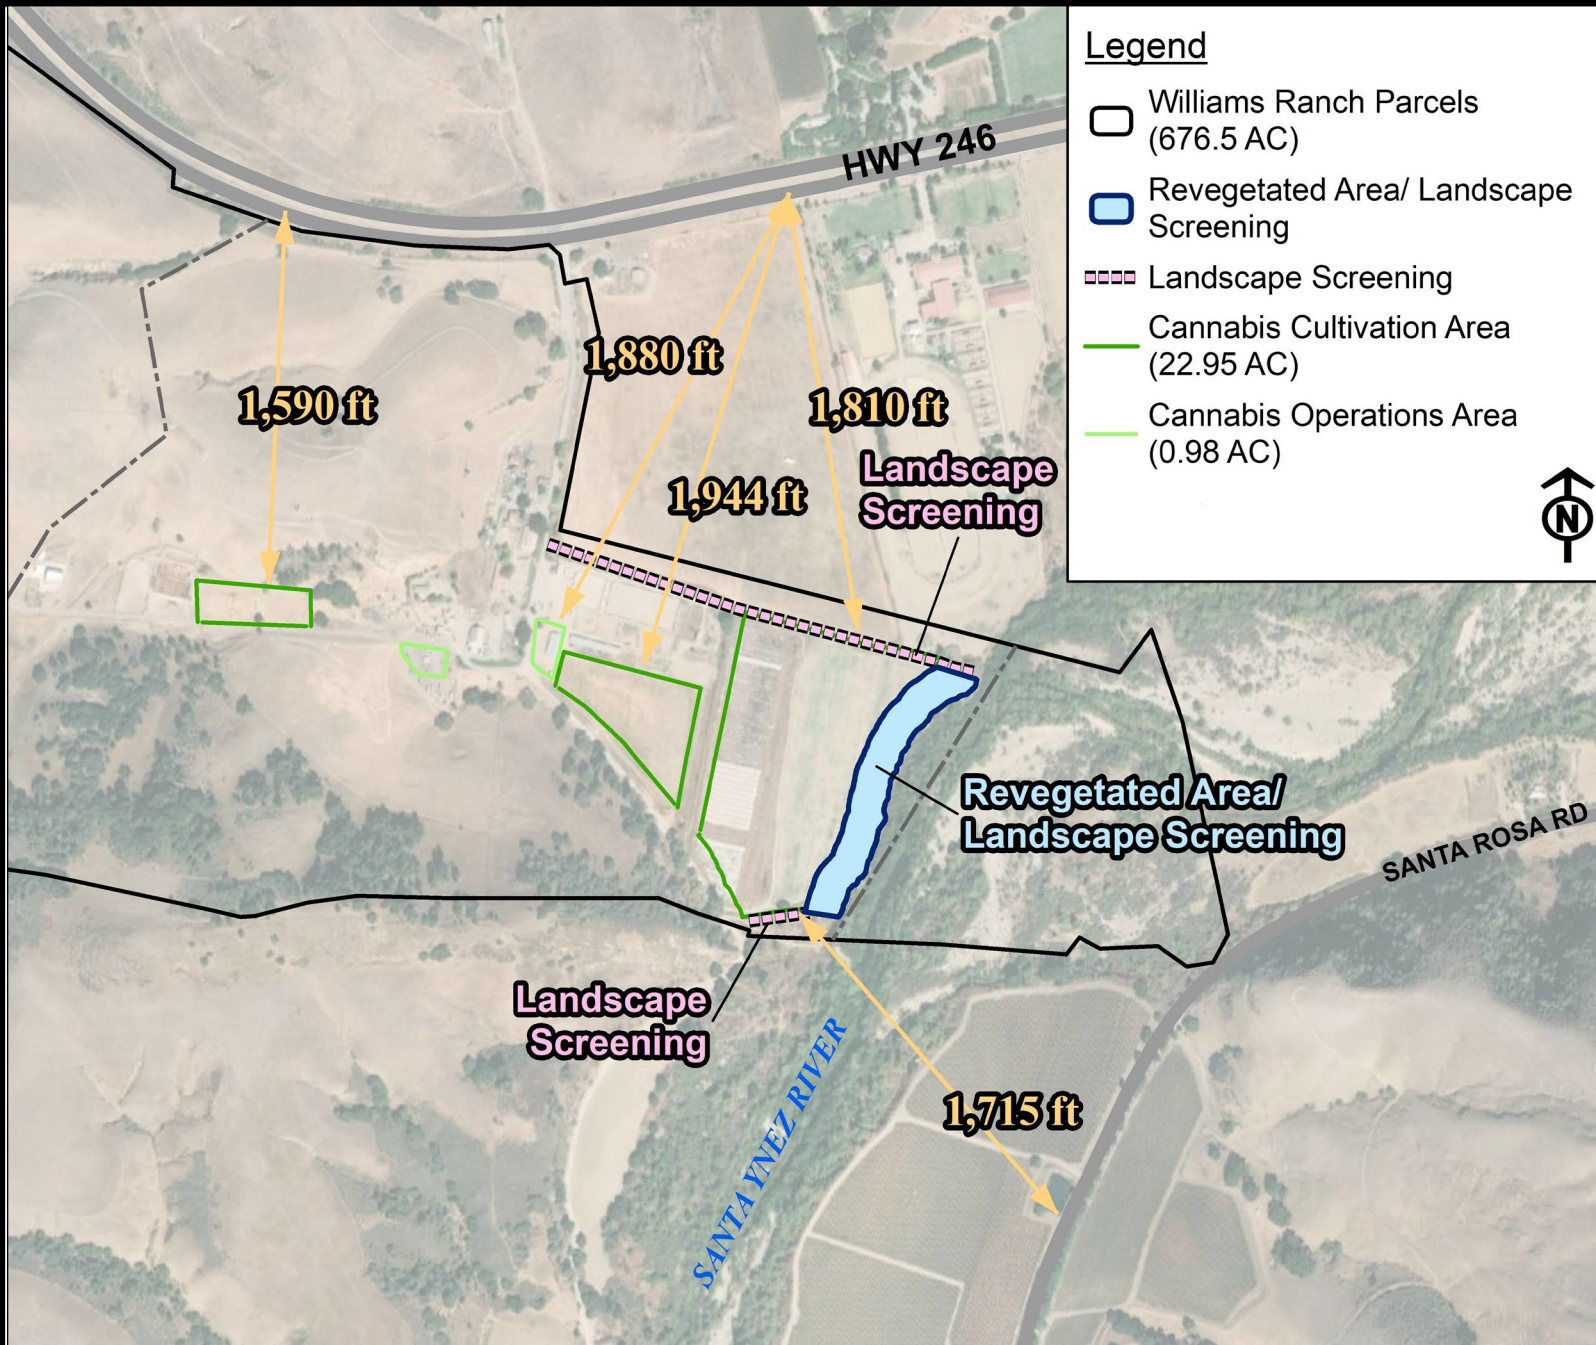 Legend
Williams Ranch Parcels
(676.5 AC)
Revegetated Area/ Landscape
Screening
Landscape Screening
Cannabis Cultivation Area
(22.95 AC)
Cannabis Operations Area
(0.98 AC)
N
HWY 246
1,880 ft
1,590 ft
1,810 ft
1,944 ft
Landscape
Screening
Revegetated Area/
Landscape Screening
SANTA ROSA RD
Landscape
Screening
SANTA YNEZ RIVER
1,715 ft